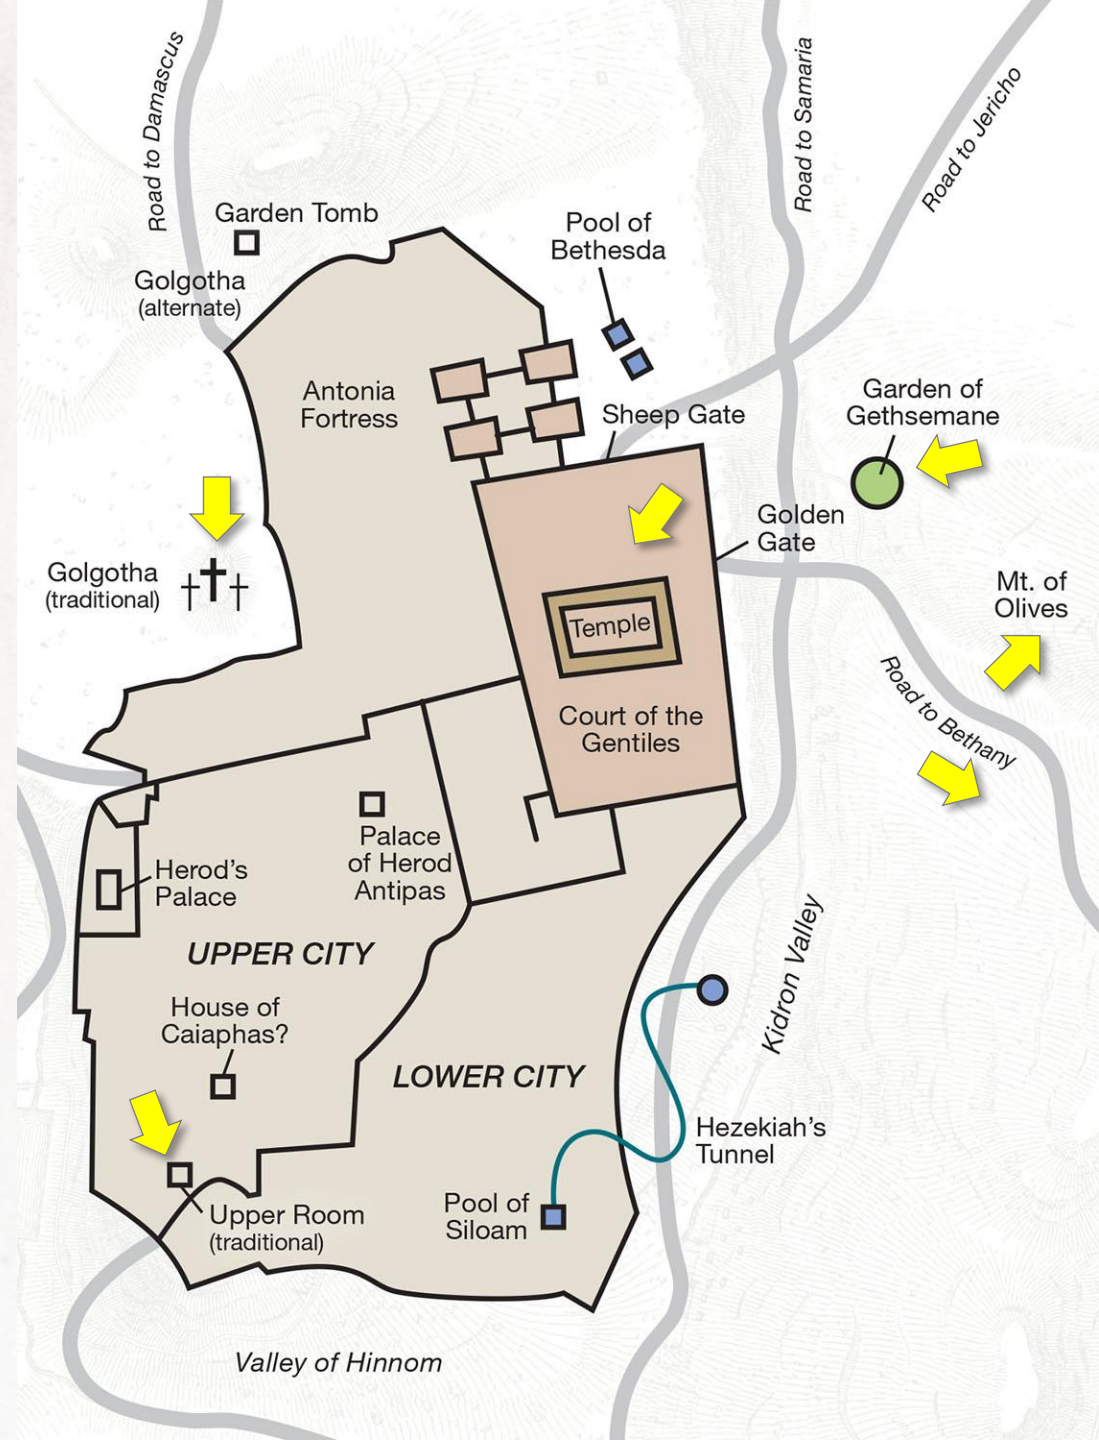 Road to Damascus
Road to Samaria
Road to Jericho
Garden Tomb
Pool of
Bethesda
Golgotha
(alternate)
Antonia
Fortress
Sheep Gate
Garden of
Gethsemane
Golden
Gate
Golgotha
(traditional)
Mt. of
Olives
Temple
Road to Bethany
Court of the
Gentiles
Palace
of Herod
Antipas
Herod's
Palace
UPPER CITY
Kidron Valley
House of
Caiaphas?
LOWER CITY
Hezekiah's
Tunnel
Upper Room
(traditional)
Pool of
Siloam
Valley of Hinnom